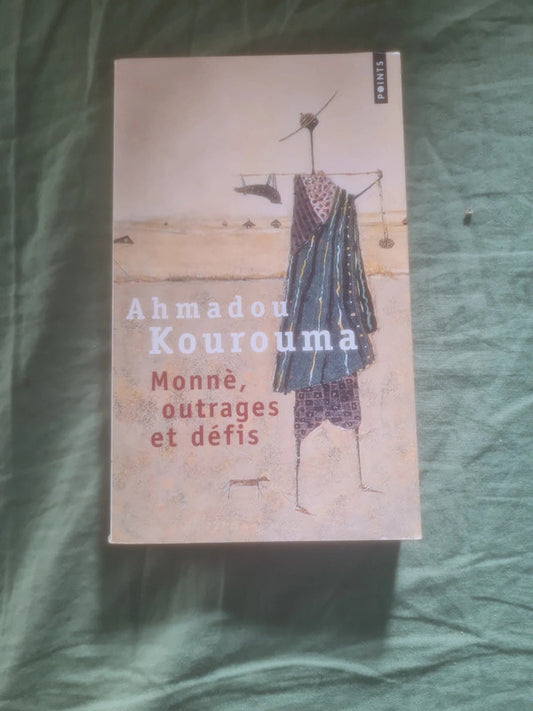 POINTS
Ahmadou
Kourouma
Monnè,
outrages
et défis